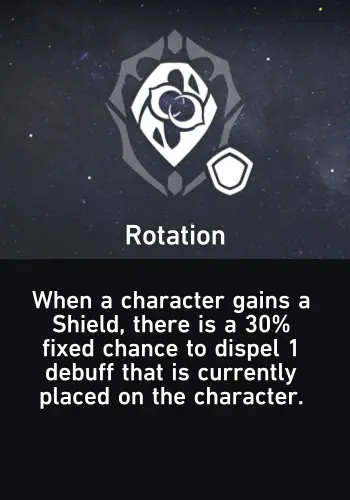 Rotation
When a character gains a
Shield, there is a 30%
fixed chance to dispel 1
debuff that is currently
placed on the character.